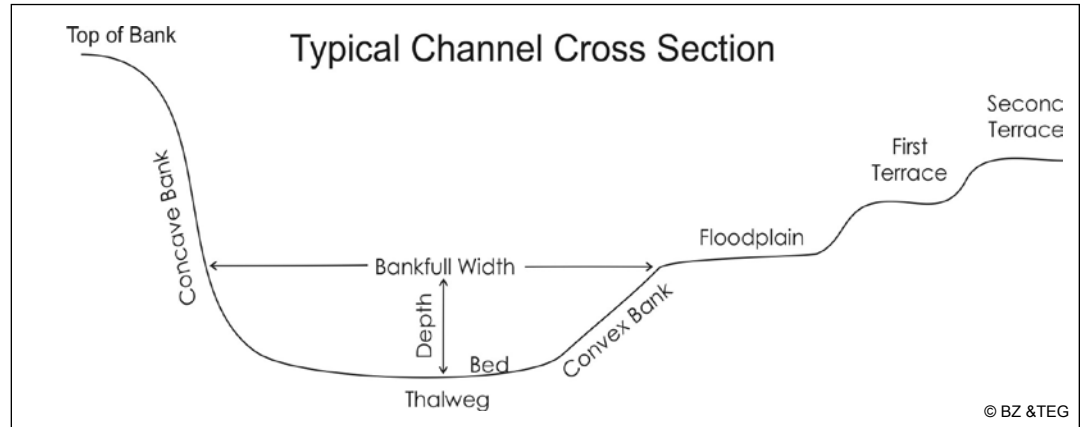 Top of Bank
Typical Channel Cross Section
Secono
Terrace
First
Terrace
Concave Bank
Floodplain
Bankfull Width
Depth
Convex Bank
Bed
Thalweg
© BZ &TEG